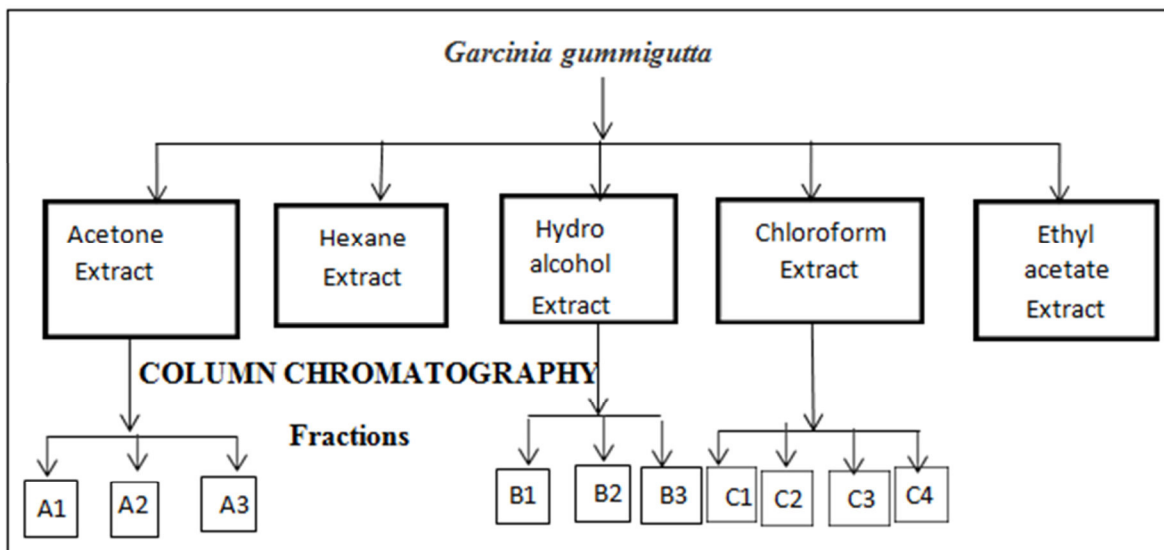 Garcinia gummigutta
Acetone
Extract
Hexane
Extract
Hydro
alcohol
Extract
Chloroform
Extract
Ethyl
acetate
Extract
COLUMN CHROMATOGRAPHY
Fractions
A1
A2
A3
B1
B2
B3
C1
C2
C3
C4